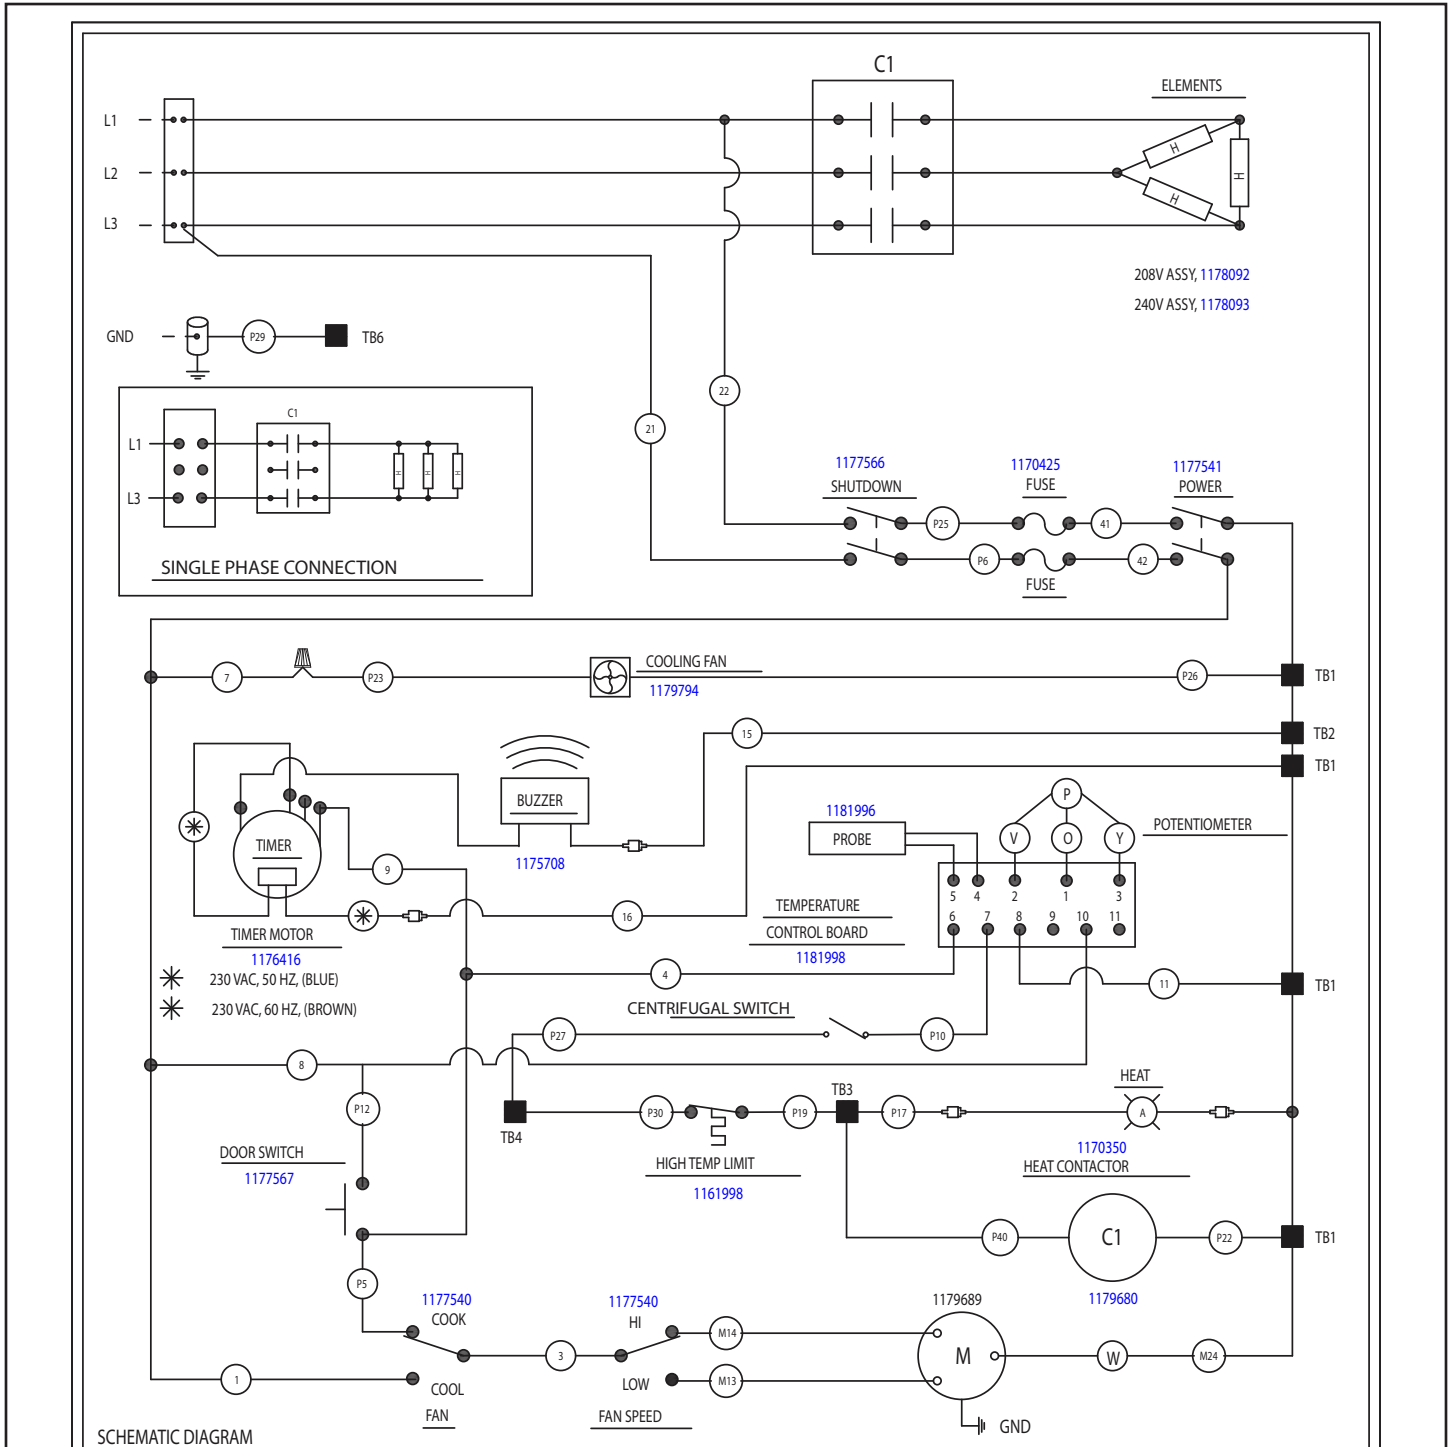 C1
ELEMENTS
L1
L2
L3
H
H
H
208V ASSY, 1178092
240V ASSY, 1178093
GND
P29
TB6
22
21
C1
L1
L3
H
H
H
SINGLE PHASE CONNECTION
1177566
1170425
1177541
SHUTDOWN
FUSE
POWER
P25
41
P6
42
FUSE
7
P23
COOLING FAN
1179794
P26
TB1
15
TB2
TB1
BUZZER
1175708
TIMER
9
16
TIMER MOTOR
1176416
230 VAC, 50 HZ, (BLUE)
230 VAC, 60 HZ, (BROWN)
1181996
PROBE
P
V
O
Y
POTENTIOMETER
5 4 2 1 3
6 7 8 9 10 11
TEMPERATURE
CONTROL BOARD
1181998
4
11
TB1
CENTRIFUGAL SWITCH
P27
P10
8
P12
TB4
P30
HIGH TEMP LIMIT
1161998
P19
TB3
P17
HEAT
A
1170350
DOOR SWITCH
1177567
HEAT CONTACTOR
P40
C1
P22
TB1
1179680
P5
1177540
COOK
1177540
HI
1179689
3
M14
M
W
M24
1
COOL
LOW
M13
FAN
FAN SPEED
GND
SCHEMATIC DIAGRAM